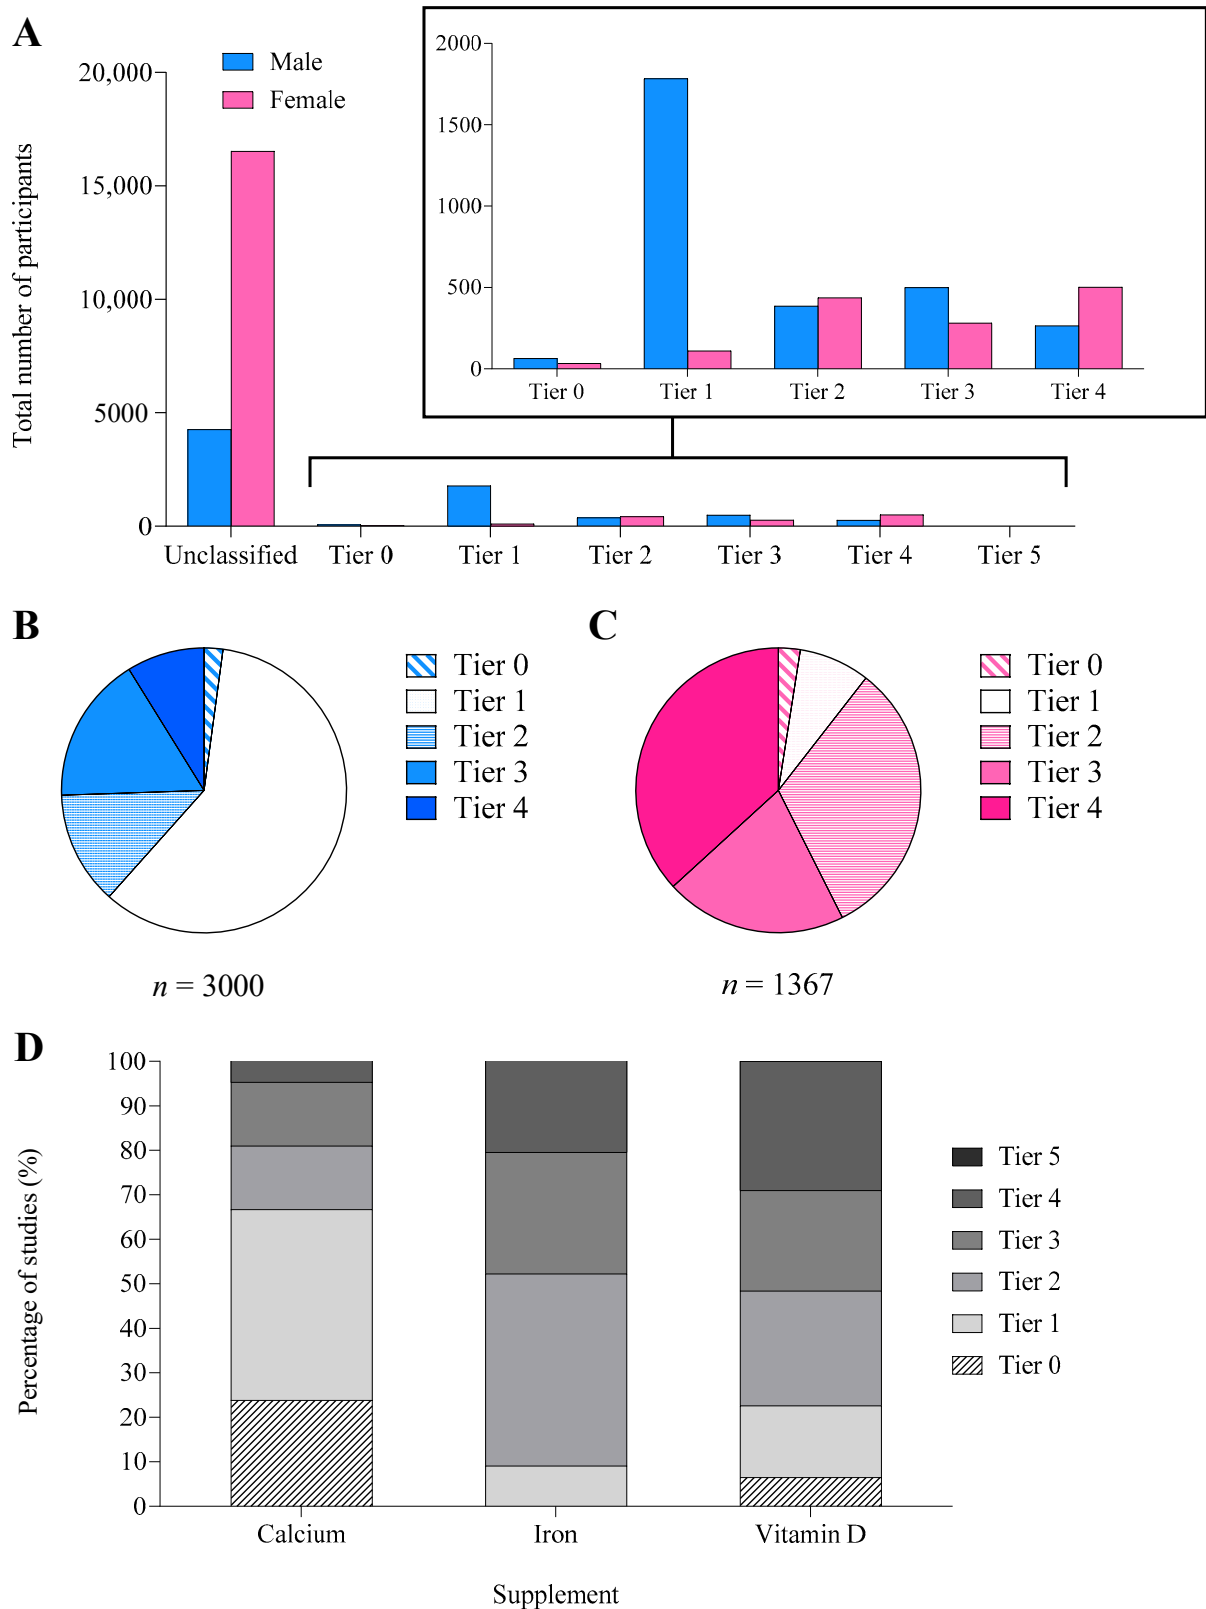 A
Male
Female
Total number of participants
20,000
15,000
10,000
5000
0
2000
1500
1000
500
0
Tier 0
Tier 1
Tier 2
Tier 3
Tier 4
Unclassified
Tier 0
Tier 1
Tier 2
Tier 3
Tier 4
Tier 5
B
Tier 0
Tier 1
Tier 2
Tier 3
Tier 4
n = 3000
C
Tier 0
Tier 1
Tier 2
Tier 3
Tier 4
n = 1367
D
Percentage of studies (%)
100
90
80
70
60
50
40
30
20
10
0
Calcium
Iron
Vitamin D
Supplement
Tier 5
Tier 4
Tier 3
Tier 2
Tier 1
Tier 0